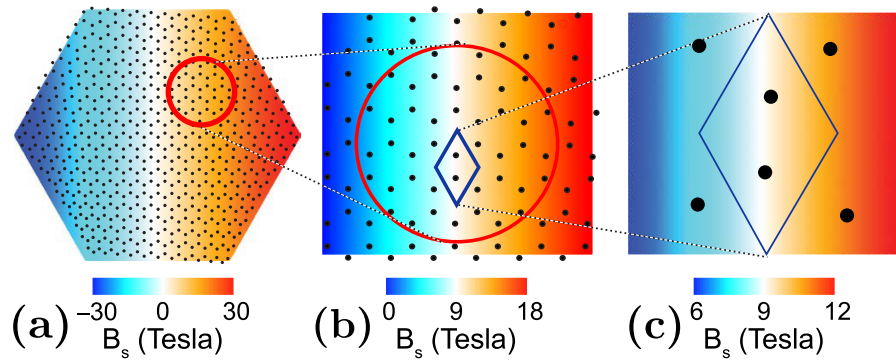 (a)
−30 0 30
B_s (Tesla)
(b)
0 9 18
B_s (Tesla)
(c)
6 9 12
B_s (Tesla)